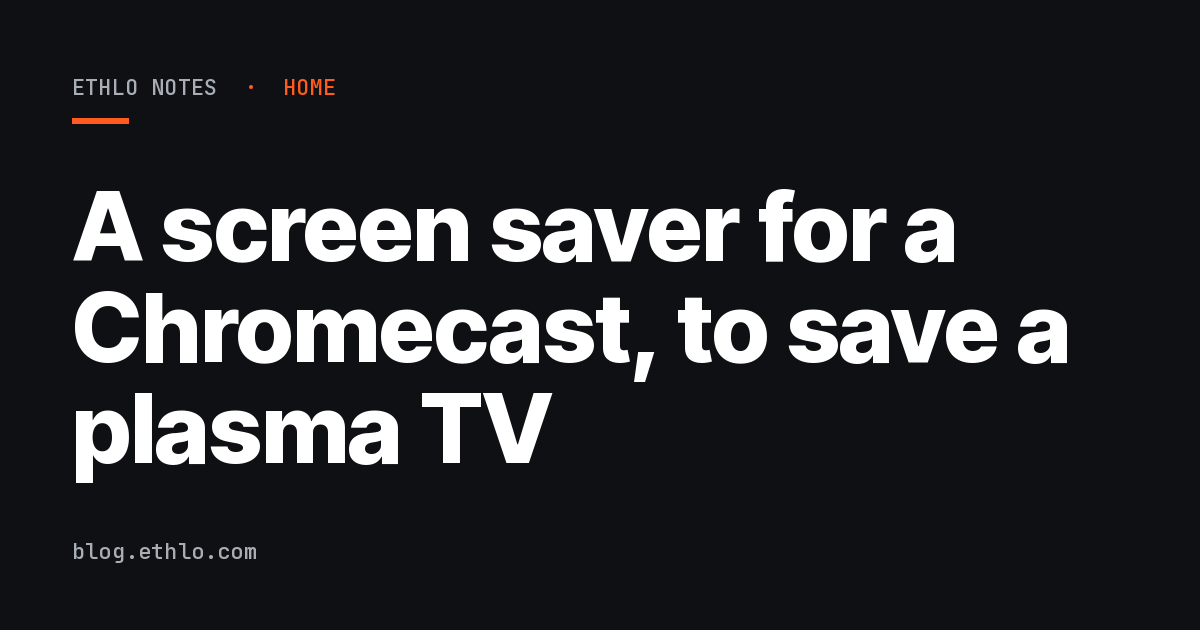 ETHLO NOTES · HOME
A screen saver for a
Chromecast, to save a
plasma TV
blog.ethlo.com